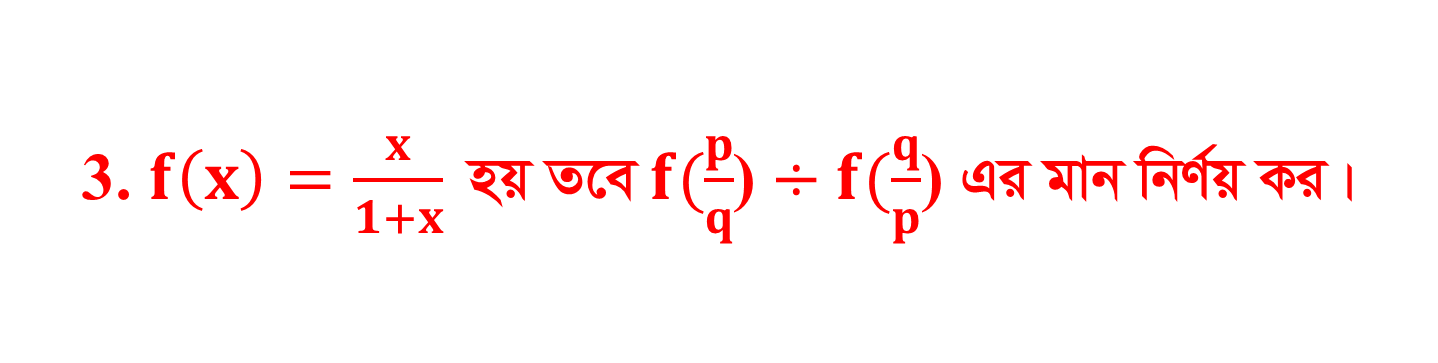 3. f(x) = x/(1+x) হয় তবে f(p/q) ÷ f(q/p) এর মান নির্ণয় কর।